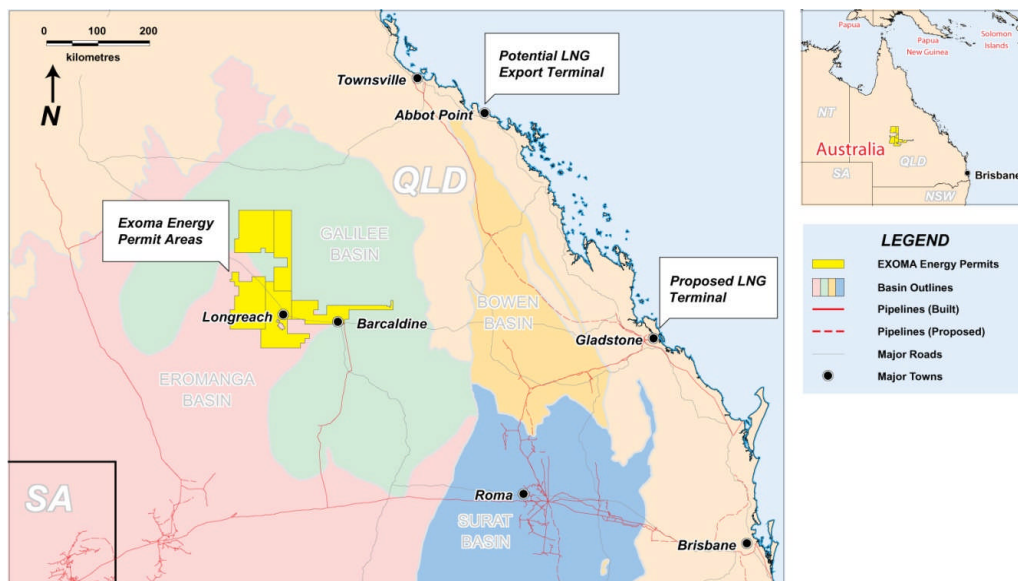 0 100 200
kilometres
N
Townsville
Potential LNG
Export Terminal
Abbot Point
QLD
Exoma Energy
Permit Areas
GALILEE
BASIN
BOWEN
BASIN
Proposed LNG
Terminal
Longreach
Barcaldine
Gladstone
EROMANGA
BASIN
SA
Roma
SURAT
BASIN
Brisbane
Papua
Papua
New Guinea
Solomon
Islands
NT
Australia
QLD
SA
Brisbane
NSW
LEGEND
EXOMA Energy Permits
Basin Outlines
Pipelines (Built)
Pipelines (Proposed)
Major Roads
Major Towns